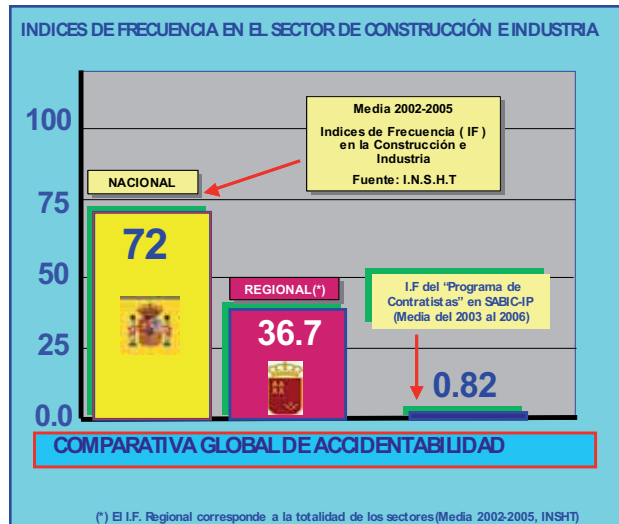 INDICES DE FRECUENCIA EN EL SECTOR DE CONSTRUCCIÓN E INDUSTRIA
100
75
50
25
0.0
Media 2002-2005
Indices de Frecuencia ( IF )
en la Construcción e
Industria
Fuente: I.N.S.H.T
NACIONAL
72
REGIONAL(*)
36.7
I.F del “Programa de
Contratistas” en SABIC-IP
(Media del 2003 al 2006)
0.82
COMPARATIVA GLOBAL DE ACCIDENTABILIDAD
(*) El I.F. Regional corresponde a la totalidad de los sectores(Media 2002-2005, INSHT)